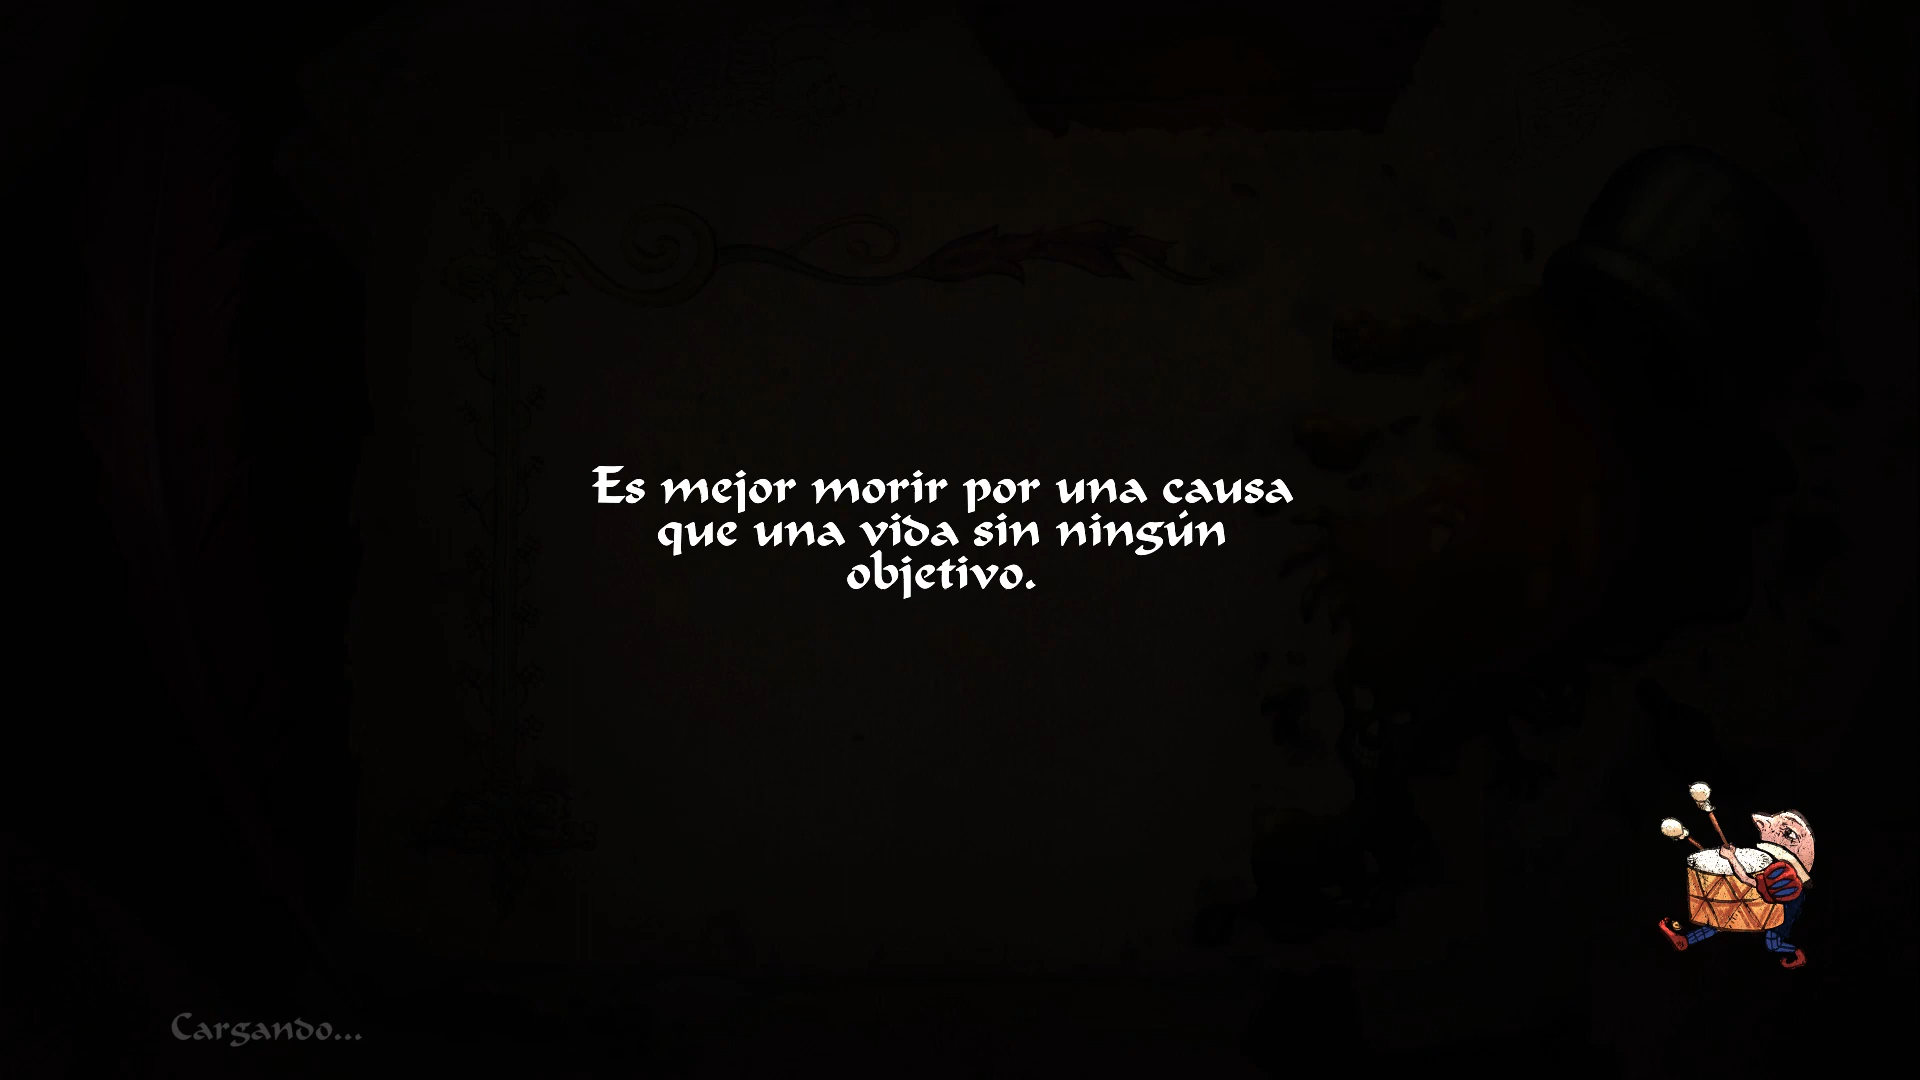 Es mejor morir por una causa
que una vida sin ningún
objetivo.
Cargando...